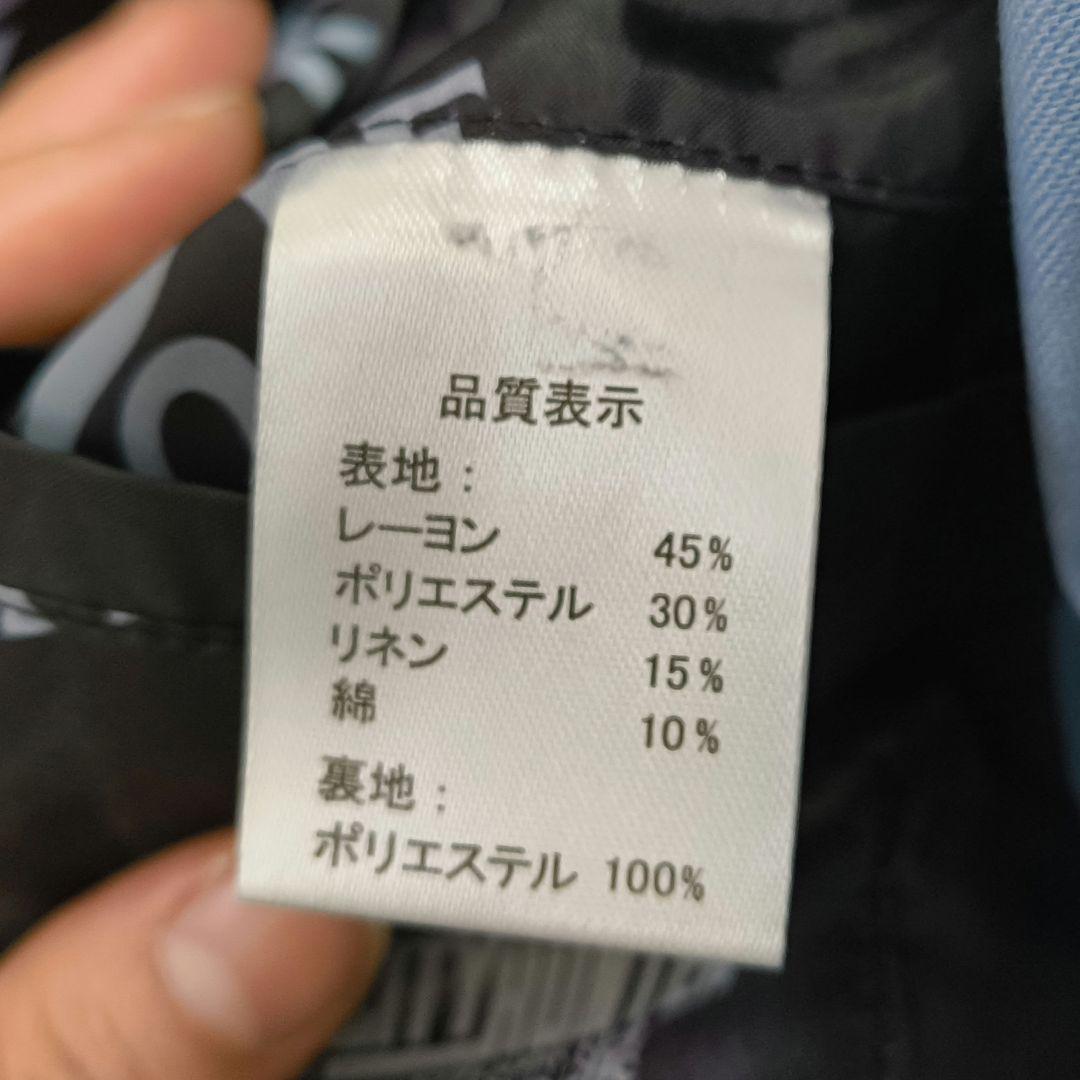 品質表示
表地：
レーヨン 45%
ポリエステル 30%
リネン 15%
綿 10%
裏地：
ポリエステル 100%